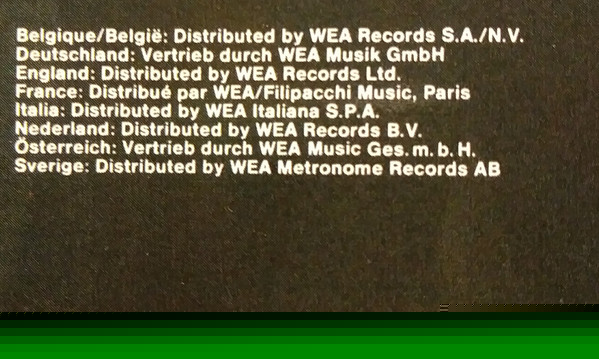 Belgique/België: Distributed by WEA Records S.A./N.V.
Deutschland: Vertrieb durch WEA Musik GmbH
England: Distributed by WEA Records Ltd.
France: Distribué par WEA/Filipacchi Music, Paris
Italia: Distributed by WEA Italiana S.P.A.
Nederland: Distributed by WEA Records B.V.
Österreich: Vertrieb durch WEA Music Ges.m.b.H.
Sverige: Distributed by WEA Metronome Records AB